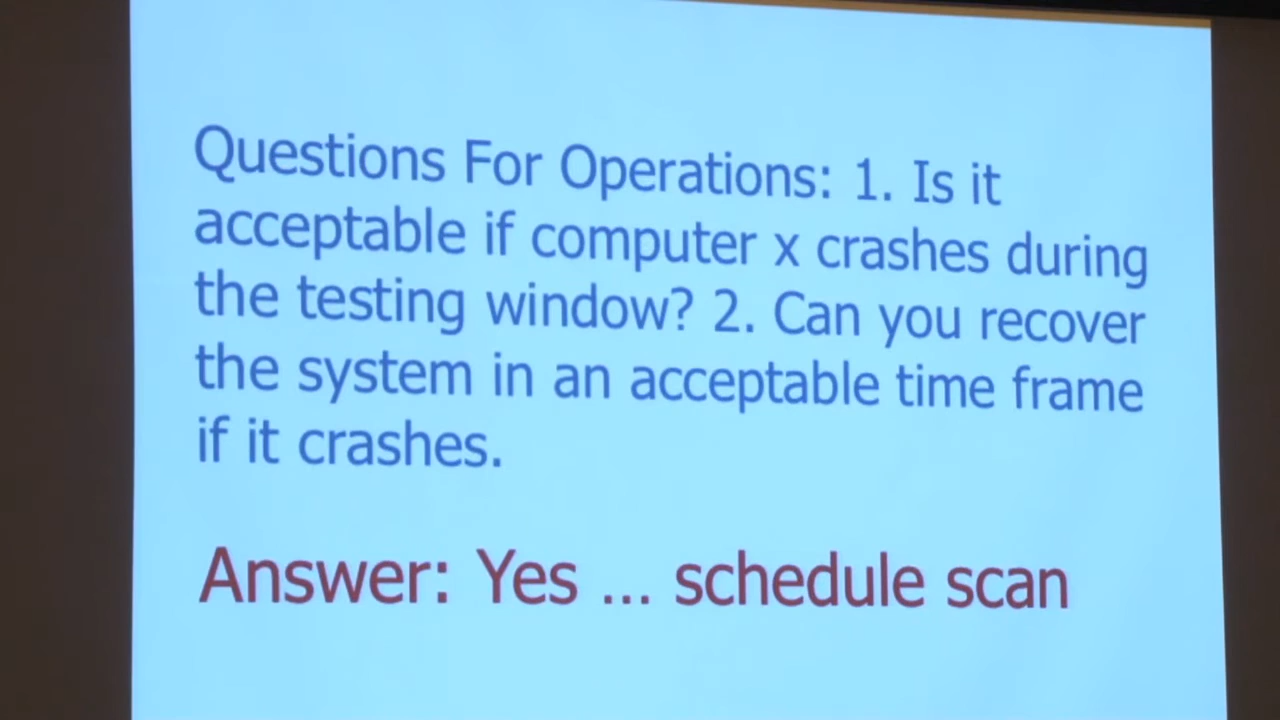 Questions For Operations: 1. Is it
acceptable if computer x crashes during
the testing window? 2. Can you recover
the system in an acceptable time frame
if it crashes.
Answer: Yes ... schedule scan